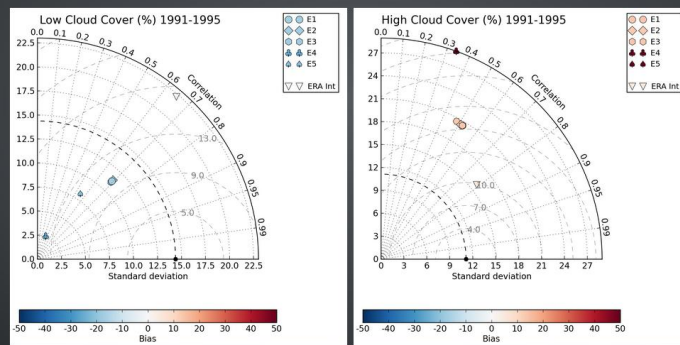 Low Cloud Cover (%) 1991-1995
22.5
20.0
17.5
15.0
12.5
10.0
7.5
5.0
2.5
0.0
0.0 2.5 5.0 7.5 10.0 12.5 15.0 17.5 20.0 22.5
Standard deviation
0.0 0.1 0.2 0.3 0.4 0.5 0.6 0.7 0.8 0.9 0.95 0.99
Correlation
13.0
9.0
5.0
E1
E2
E3
E4
E5
ERA Int
-50 -40 -30 -20 -10 0 10 20 30 40 50
Bias
High Cloud Cover (%) 1991-1995
27
24
21
18
15
12
9
6
3
0
0 3 6 9 12 15 18 21 24 27
Standard deviation
0.0 0.1 0.2 0.3 0.4 0.5 0.6 0.7 0.8 0.9 0.95 0.99
Correlation
10.0
7.0
4.0
E1
E2
E3
E4
E5
ERA Int
-50 -40 -30 -20 -10 0 10 20 30 40 50
Bias